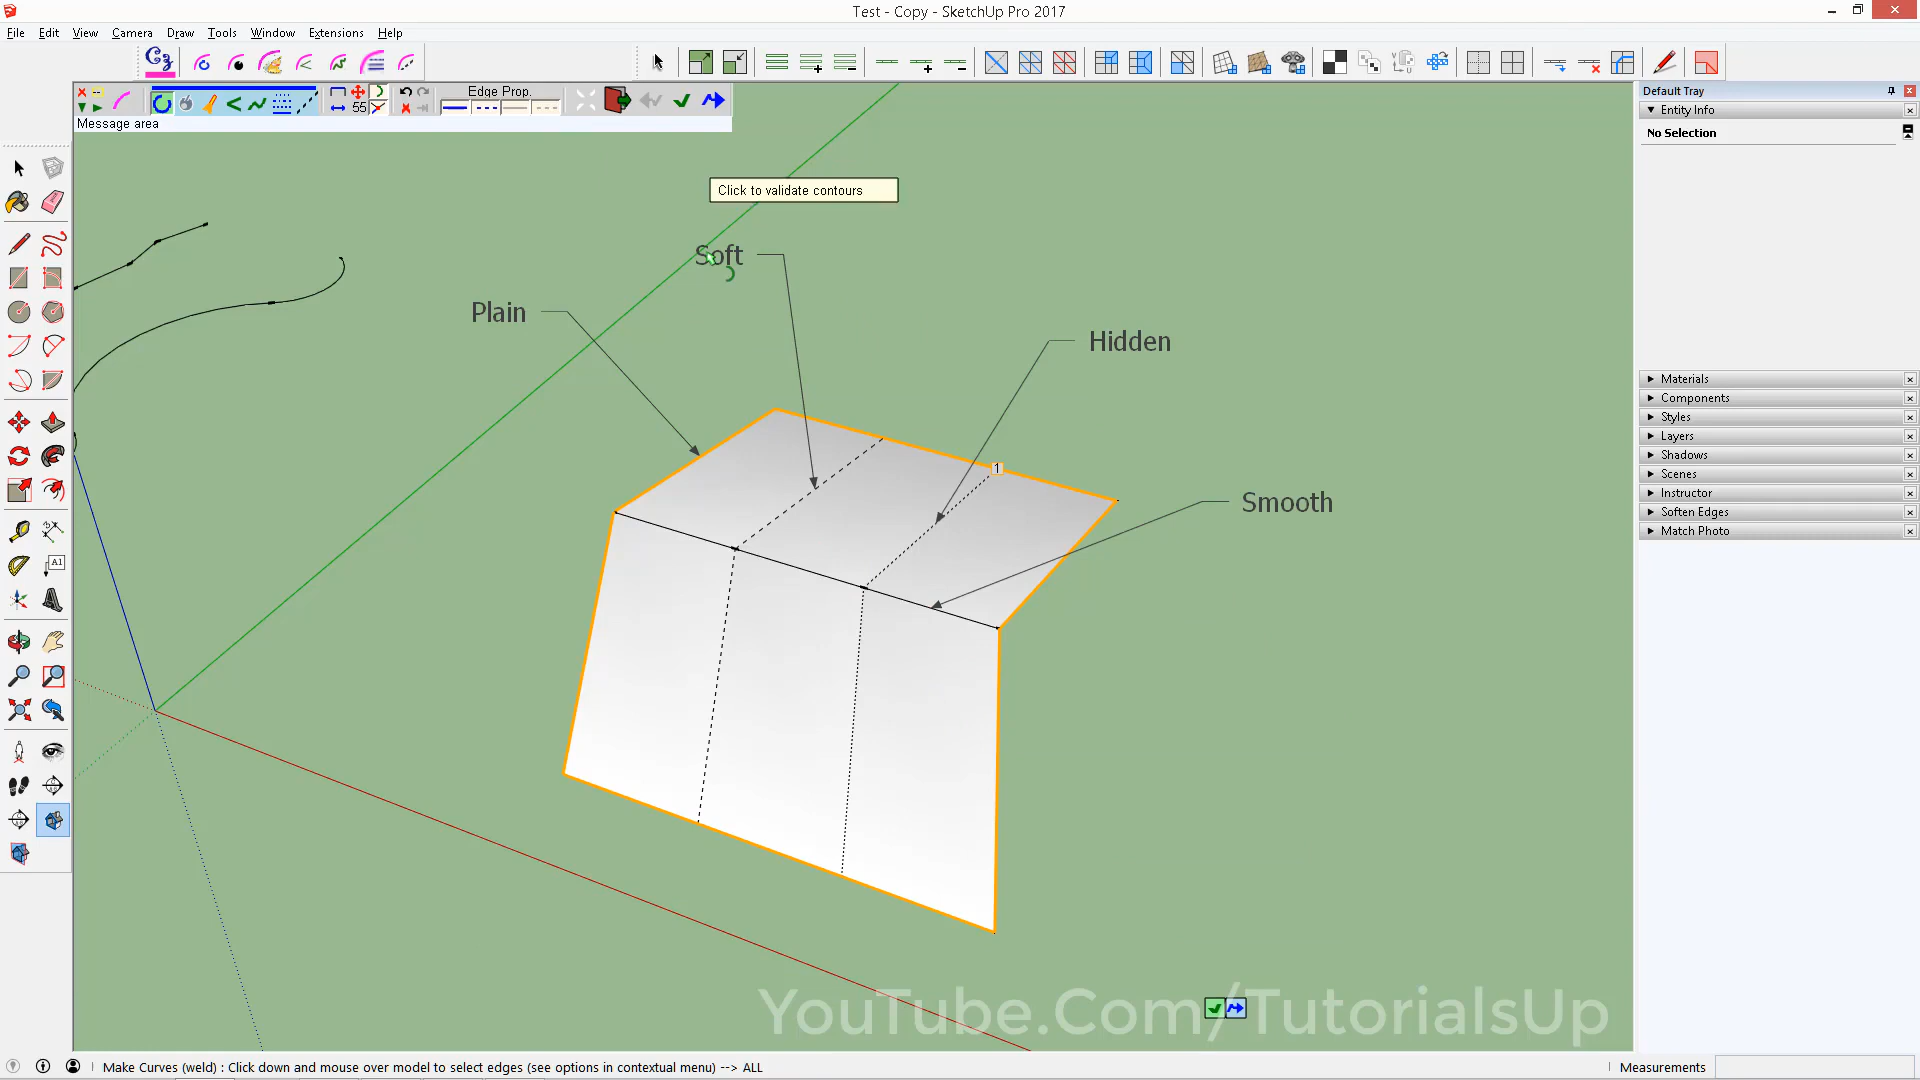 Test - Copy - SketchUp Pro 2017
File Edit View Camera Draw Tools Window Extensions Help
Edge Prop.
55
Message area
Default Tray
Entity Info
No Selection
Click to validate contours
Soft
Plain
Hidden
1
Smooth
Materials
Components
Styles
Layers
Shadows
Scenes
Instructor
Soften Edges
Match Photo
A1
YouTube.Com/TutorialsUp
Make Curves (weld) : Click down and mouse over model to select edges (see options in contextual menu) --> ALL
Measurements